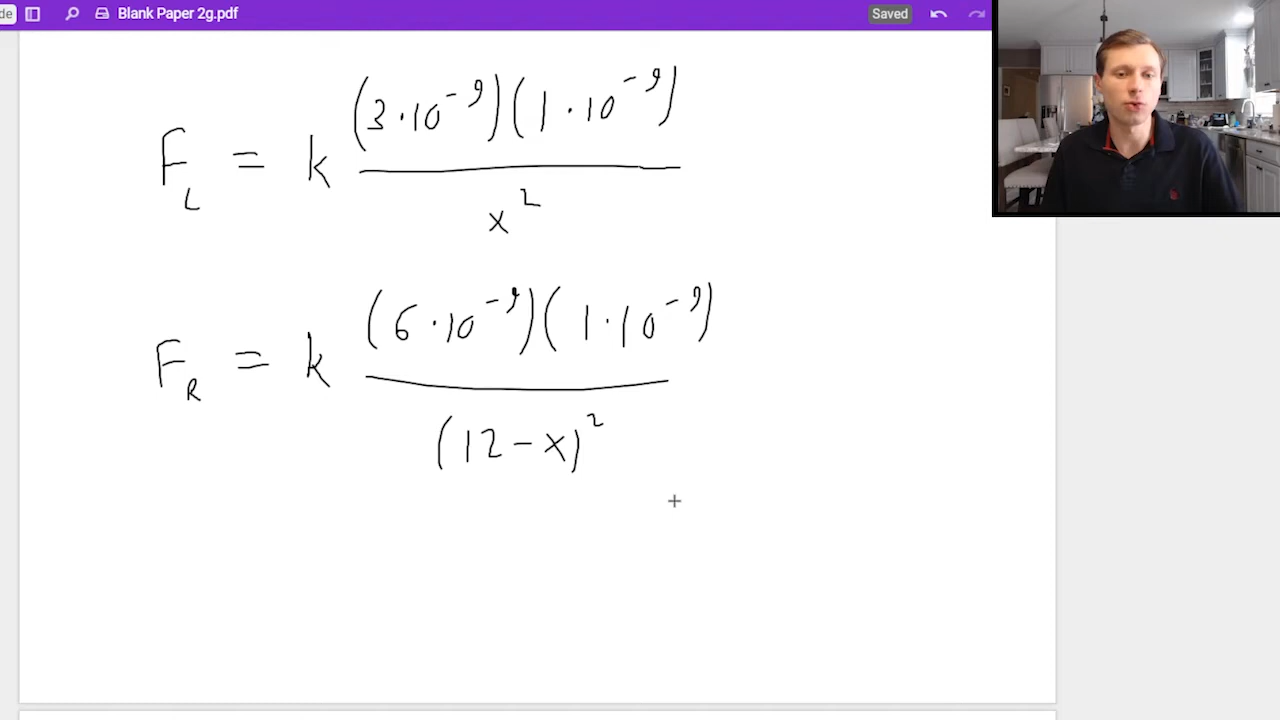 de Blank Paper 2g.pdf Saved
F_L = k (3·10^-9)(1·10^-9) / x^2
F_R = k (6·10^-9)(1·10^-9) / (12-x)^2